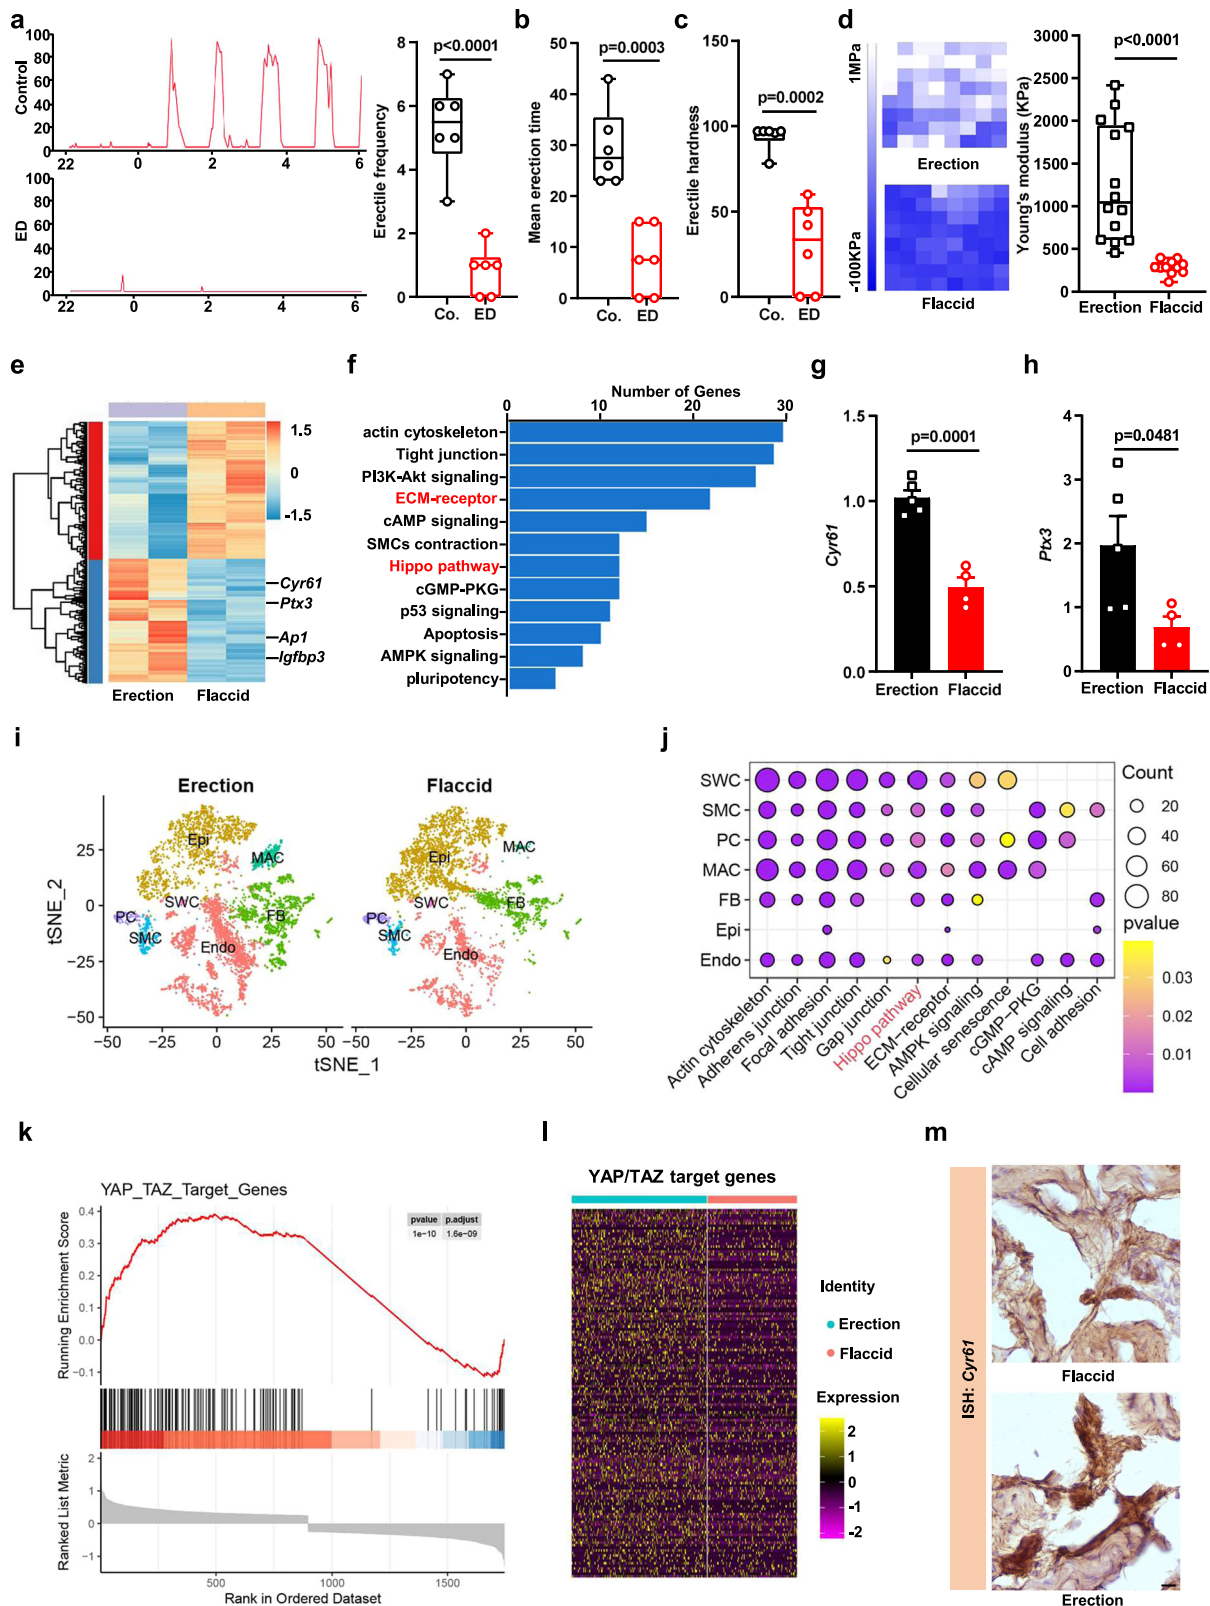 a
b
c
d
Control
100
80
60
40
20
0
22
0
2
4
6
ED
100
80
60
40
20
0
22
0
2
4
6
Erectile frequency
8
6
4
2
0
p<0.0001
Co.
ED
Mean erection time
50
40
30
20
10
0
p=0.0003
Co.
ED
Erectile hardness
150
100
50
0
p=0.0002
Co.
ED
1MPa
-100KPa
Erection
Flaccid
Young's modulus (KPa)
3000
2500
2000
1500
1000
500
0
p<0.0001
Erection
Flaccid
e
f
g
h
1.5
0
-1.5
Cyr61
Ptx3
Ap1
Igfbp3
Erection
Flaccid
Number of Genes
0
10
20
30
actin cytoskeleton
Tight junction
PI3K-Akt signaling
ECM-receptor
cAMP signaling
SMCs contraction
Hippo pathway
cGMP-PKG
p53 signaling
Apoptosis
AMPK signaling
pluripotency
Cyr61
1.5
1.0
0.5
0.0
p=0.0001
Erection
Flaccid
Ptx3
4
3
2
1
0
p=0.0481
Erection
Flaccid
i
j
Erection
Flaccid
tSNE_2
25
0
−25
−50
Epi
MAC
SWC
PC
FB
SMC
Endo
Epi
MAC
SWC
PC
FB
SMC
Endo
−50
−25
0
25
50
−50
−25
0
25
50
tSNE_1
SWC
SMC
PC
MAC
FB
Epi
Endo
Actin cytoskeleton
Adherens junction
Focal adhesion
Tight junction
Gap junction
Hippo pathway
ECM−receptor
AMPK signaling
Cellular senescence
cGMP−PKG
cAMP signaling
Cell adhesion
Count
20
40
60
80
pvalue
0.03
0.02
0.01
k
l
m
YAP_TAZ_Target_Genes
Running Enrichment Score
0.4
0.3
0.2
0.1
0.0
−0.1
pvalue p.adjust
1e−10 1.6e−09
Ranked List Metric
2
1
0
−1
500
1000
1500
Rank in Ordered Dataset
YAP/TAZ target genes
Identity
Erection
Flaccid
Expression
2
1
0
-1
-2
ISH: Cyr61
Flaccid
Erection